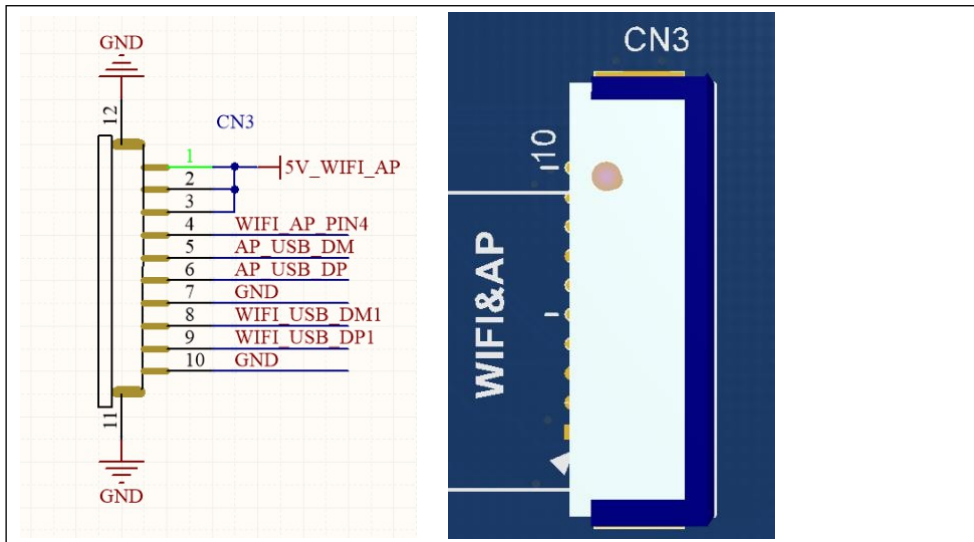 GND
12
CN3
1
5V_WIFI_AP
2
3
4 WIFI_AP_PIN4
5 AP_USB_DM
6 AP_USB_DP
7 GND
8 WIFI_USB_DM1
9 WIFI_USB_DP1
10 GND
11
GND
CN3
10
WIFI&AP